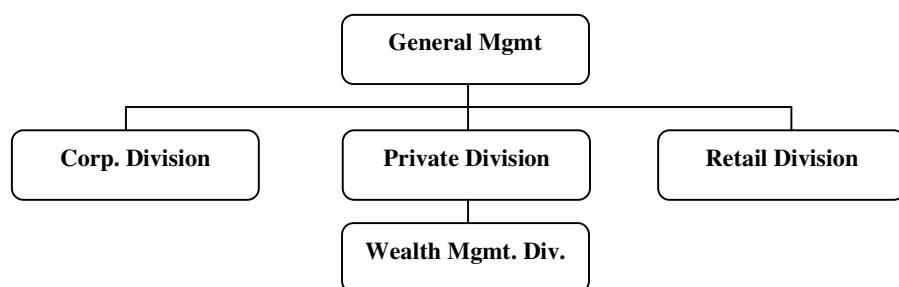 General Mgmt
Corp. Division
Private Division
Retail Division
Wealth Mgmt. Div.